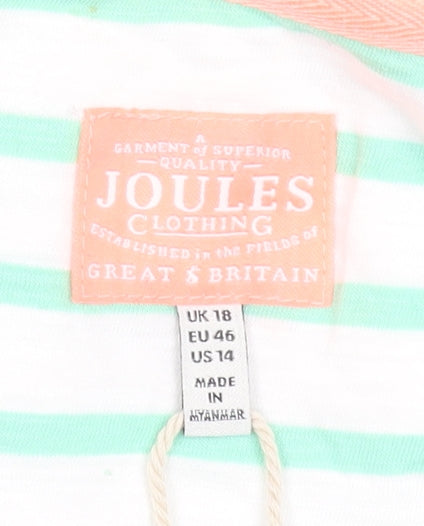 A
GARMENT of SUPERIOR
QUALITY
JOULES
CLOTHING
ESTABLISHED in the FIELDS of
GREAT & BRITAIN
UK 18
EU 46
US 14
MADE
IN
MYANMAR